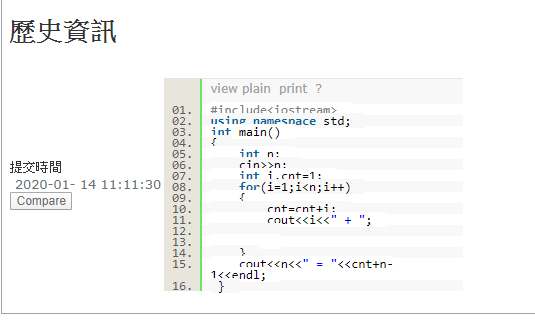 歷史資訊
view plain print ?
01. #include<iostream>
02. using namespace std;
03. int main()
04. {
05. int n;
06. cin>>n;
07. int i,cnt=1;
08. for(i=1;i<n;i++)
09. {
10. cnt=cnt+i;
11. cout<<i<<" + ";
12.
13.
14. }
15. cout<<n<<" = "<<cnt+n-
1<<endl;
16. }
提交時間
2020-01- 14 11:11:30
Compare